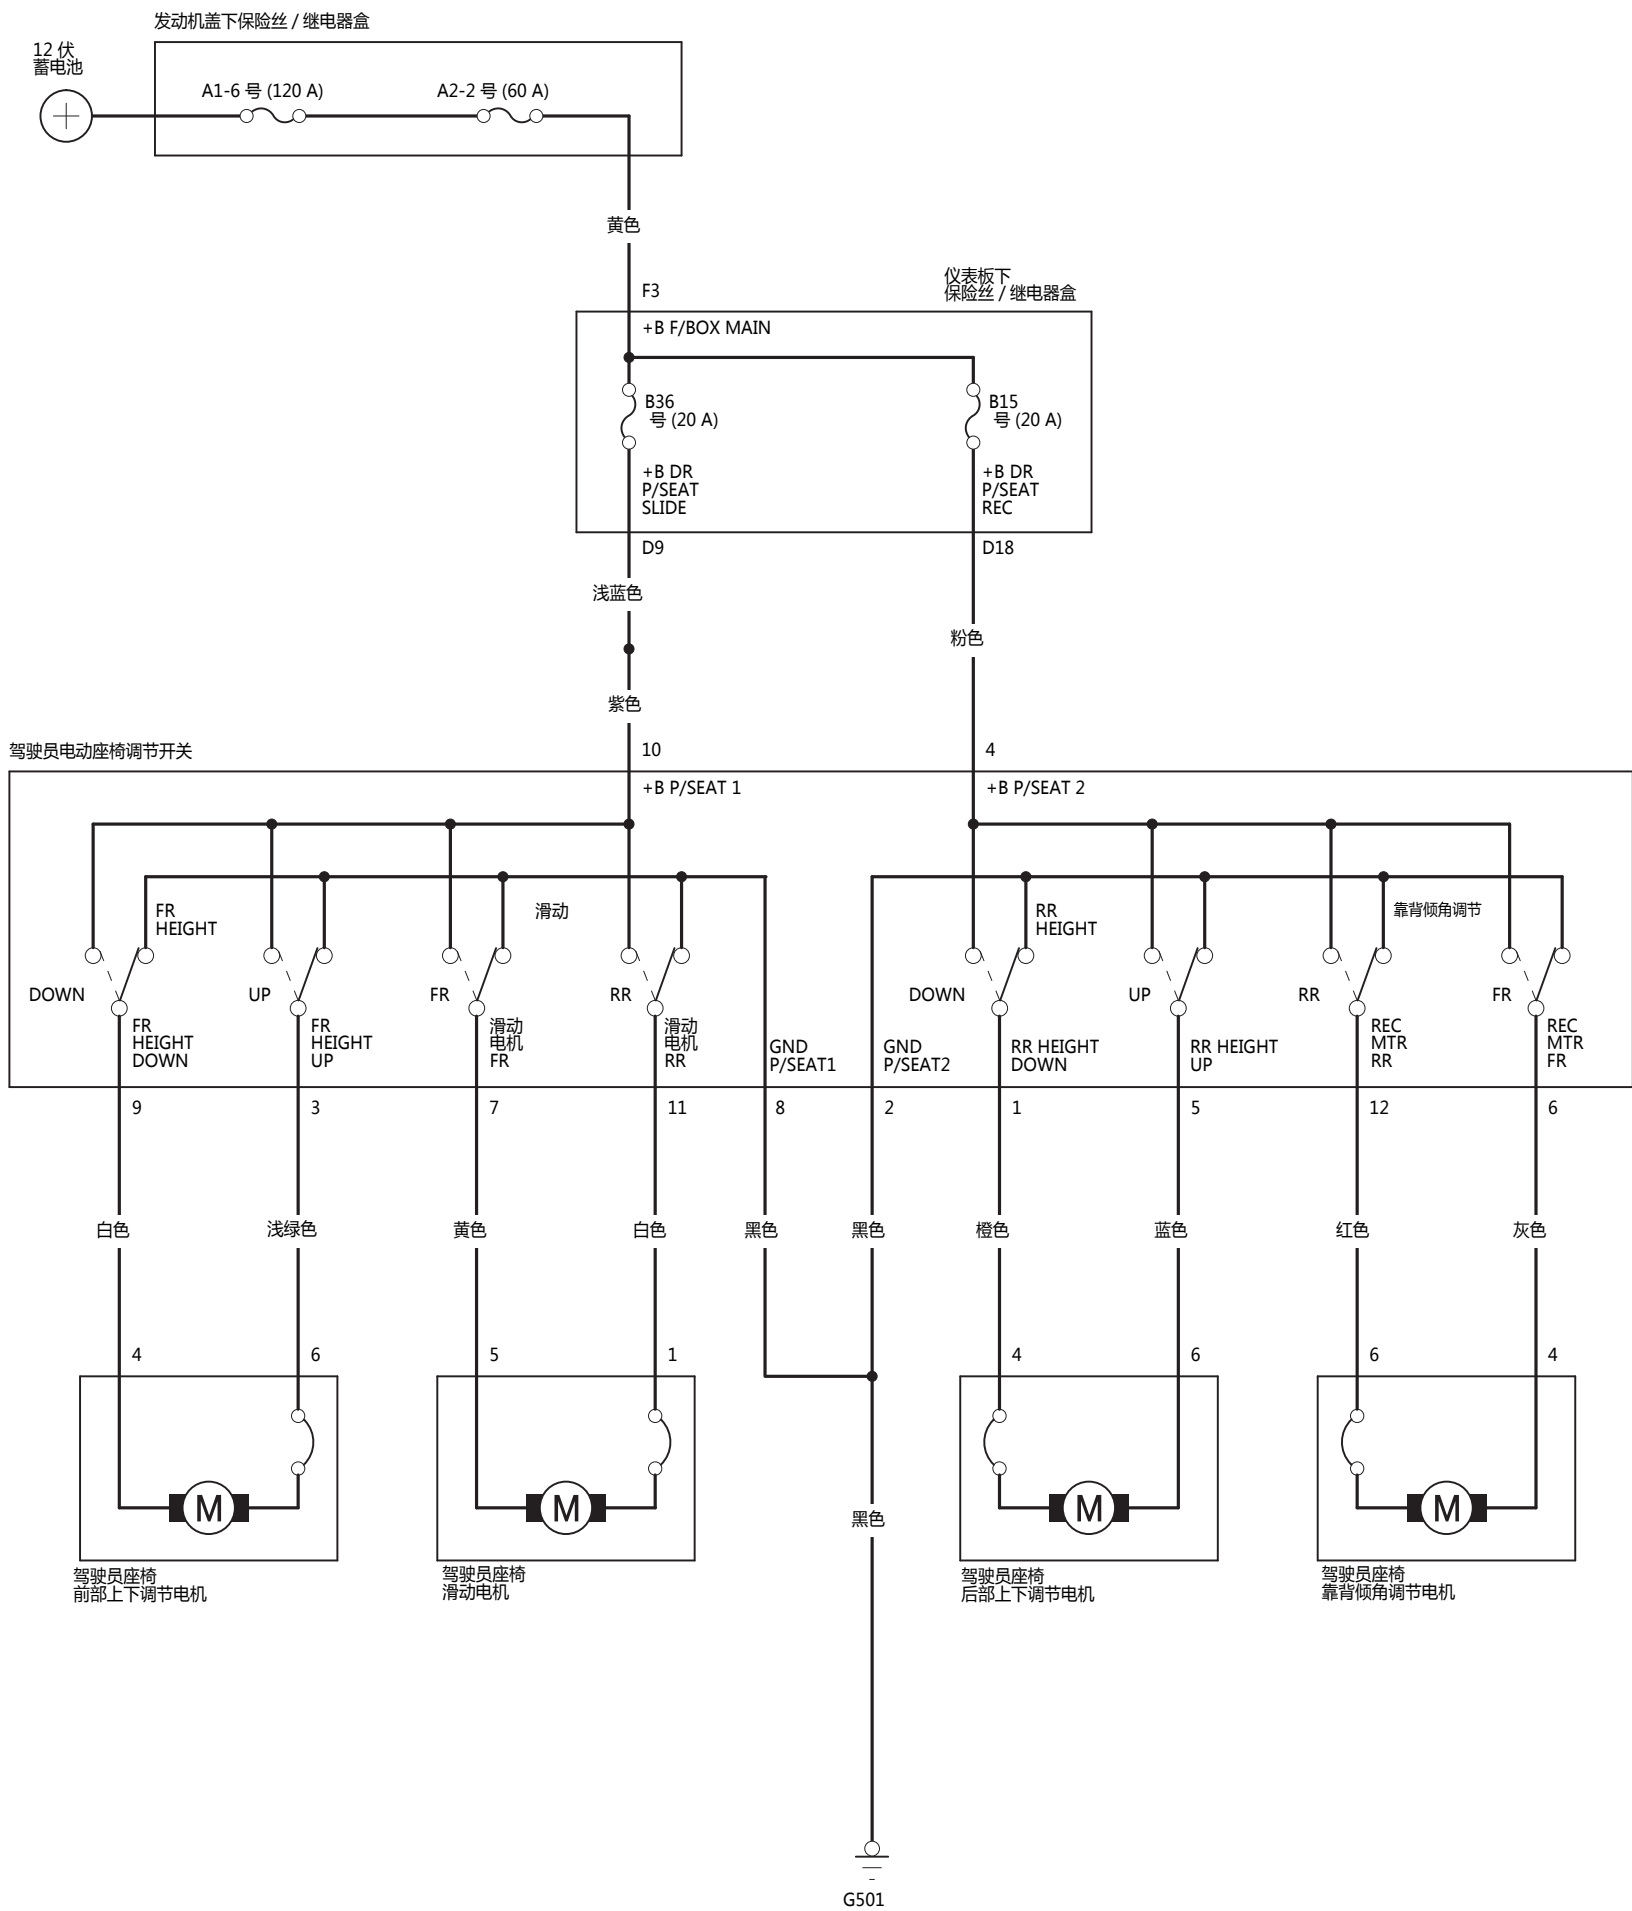 发动机盖下保险丝 / 继电器盒
12 伏
蓄电池
A1-6 号 (120 A)
A2-2 号 (60 A)
黄色
F3
仪表板下
保险丝 / 继电器盒
+B F/BOX MAIN
B36
号 (20 A)
B15
号 (20 A)
+B DR
P/SEAT
SLIDE
+B DR
P/SEAT
REC
D9
D18
浅蓝色
粉色
紫色
驾驶员电动座椅调节开关
10
4
+B P/SEAT 1
+B P/SEAT 2
FR
HEIGHT
滑动
RR
HEIGHT
靠背倾角调节
DOWN
UP
FR
RR
DOWN
UP
RR
FR
FR
HEIGHT
DOWN
FR
HEIGHT
UP
滑动
电机
FR
滑动
电机
RR
GND
P/SEAT1
GND
P/SEAT2
RR HEIGHT
DOWN
RR HEIGHT
UP
REC
MTR
RR
REC
MTR
FR
9
3
7
11
8
2
1
5
12
6
白色
浅绿色
黄色
白色
黑色
黑色
橙色
蓝色
红色
灰色
4
6
5
1
4
6
6
4
M
M
M
M
黑色
驾驶员座椅
前部上下调节电机
驾驶员座椅
滑动电机
驾驶员座椅
后部上下调节电机
驾驶员座椅
靠背倾角调节电机
G501